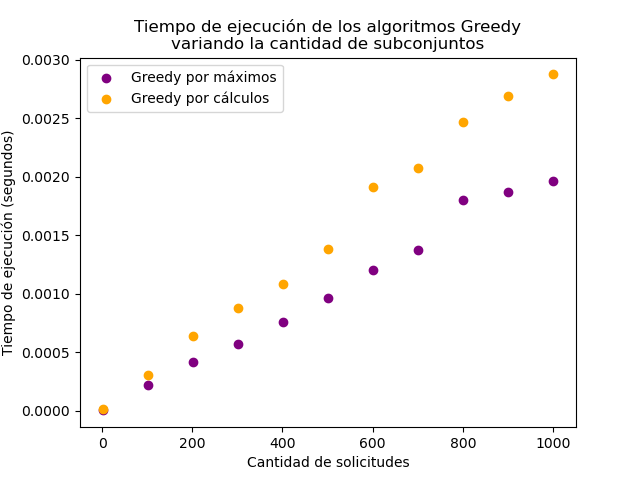 Tiempo de ejecución de los algoritmos Greedy
variando la cantidad de subconjuntos
Greedy por máximos
Greedy por cálculos
Tiempo de ejecución (segundos)
0.0030
0.0025
0.0020
0.0015
0.0010
0.0005
0.0000
0 200 400 600 800 1000
Cantidad de solicitudes